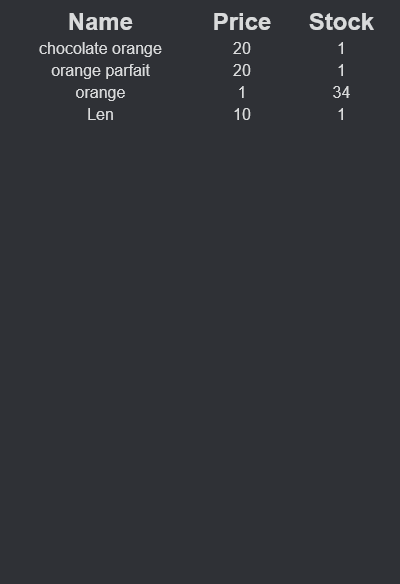 Name Price Stock
chocolate orange 20 1
orange parfait 20 1
orange 1 34
Len 10 1